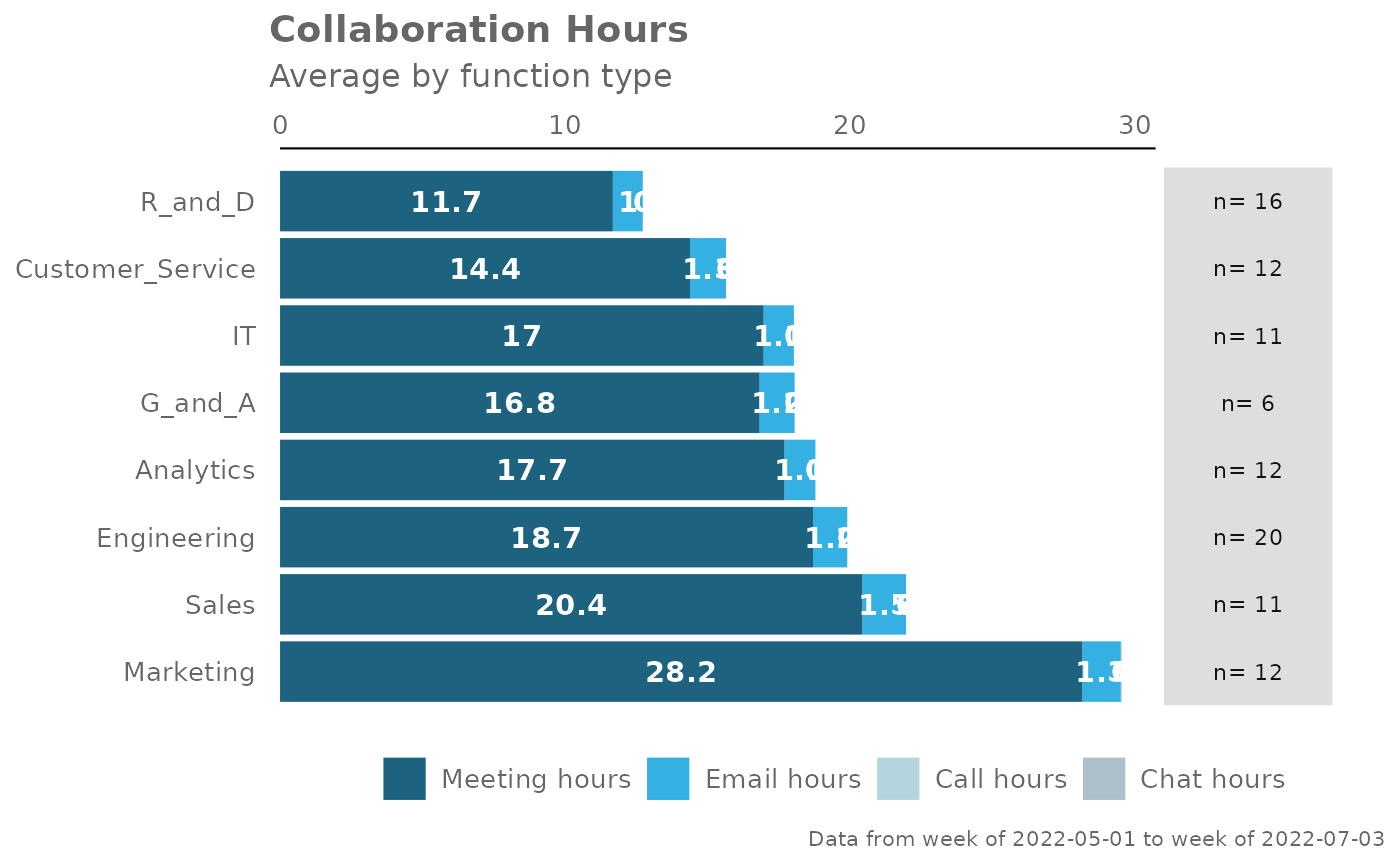 Collaboration Hours
Average by function type
0 10 20 30
R_and_D 11.7 n= 16
Customer_Service 14.4 n= 12
IT 17 n= 11
G_and_A 16.8 n= 6
Analytics 17.7 n= 12
Engineering 18.7 n= 20
Sales 20.4 n= 11
Marketing 28.2 n= 12
Meeting hours Email hours Call hours Chat hours
Data from week of 2022-05-01 to week of 2022-07-03